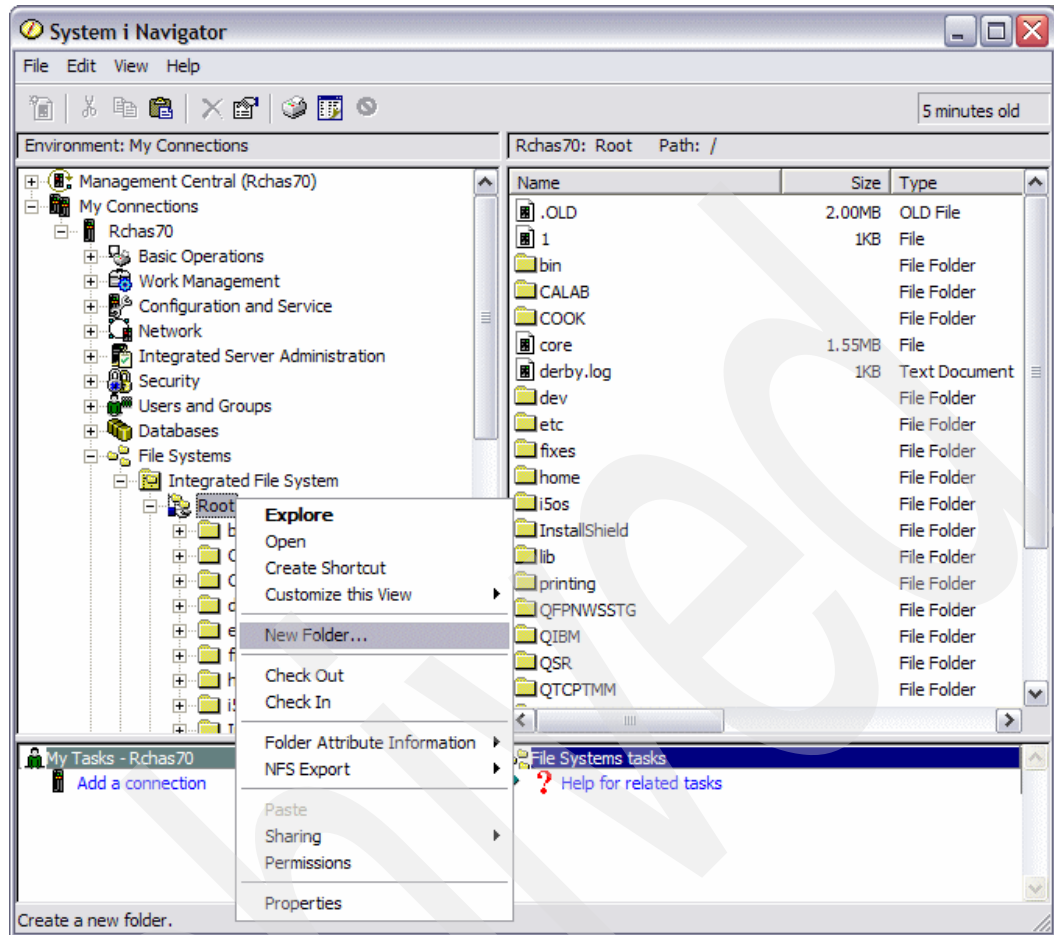 System i Navigator
File Edit View Help
5 minutes old
Environment: My Connections
Rchas70: Root Path: /
Management Central (Rchas70)
My Connections
Rchas70
Basic Operations
Work Management
Configuration and Service
Network
Integrated Server Administration
Security
Users and Groups
Databases
File Systems
Integrated File System
Root
Name Size Type
.OLD 2.00MB OLD File
1 1KB File
bin File Folder
CALAB File Folder
COOK File Folder
core 1.55MB File
derby.log 1KB Text Document
dev File Folder
etc File Folder
fixes File Folder
home File Folder
i5os File Folder
InstallShield File Folder
lib File Folder
printing File Folder
QFPNWSSTG File Folder
QIBM File Folder
QSR File Folder
QTCPTMM File Folder
Explore
Open
Create Shortcut
Customize this View
New Folder...
Check Out
Check In
Folder Attribute Information
NFS Export
Paste
Sharing
Permissions
Properties
My Tasks - Rchas70
Add a connection
File Systems tasks
Help for related tasks
Create a new folder.